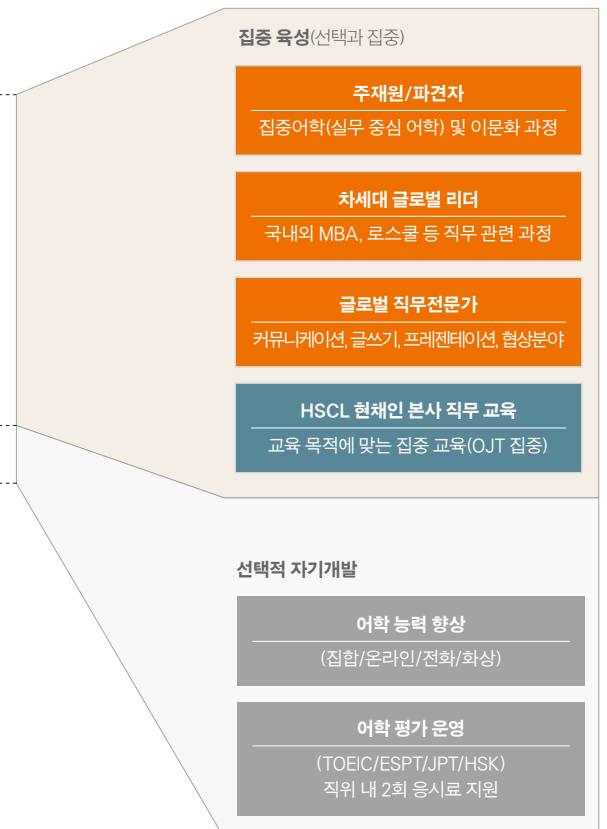 집중 육성(선택과 집중)
주재원/파견자
집중어학(실무 중심 어학) 및 이문화 과정
차세대 글로벌 리더
국내외 MBA, 로스쿨 등 직무 관련 과정
글로벌 직무전문가
커뮤니케이션, 글쓰기, 프레젠테이션, 협상분야
HSCL 현채인 본사 직무 교육
교육 목적에 맞는 집중 교육(OJT 집중)
선택적 자기개발
어학 능력 향상
(집합/온라인/전화/화상)
어학 평가 운영
(TOEIC/ESPT/JPT/HSK)
직위 내 2회 응시료 지원